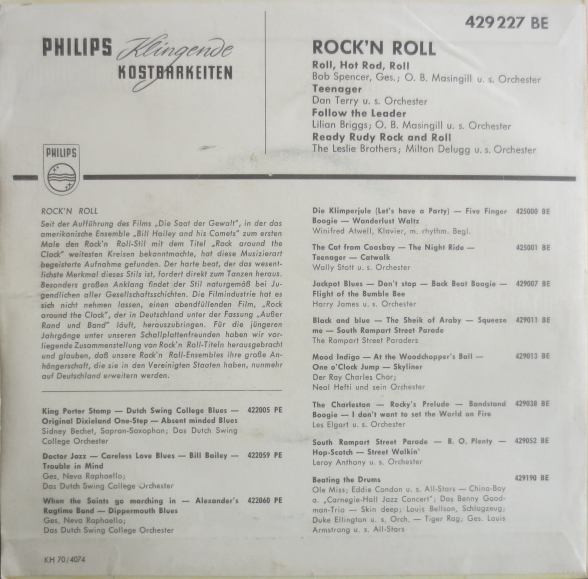 429 227 BE
PHILIPS Klingende
KOSTBARKEITEN
ROCK'N ROLL
Roll, Hot Rod, Roll
Bob Spencer, Ges.; O. B. Masingill u. s. Orchester
Teenager
Dan Terry u. s. Orchester
Follow the Leader
Lilian Briggs; O. B. Masingill u. s. Orchester
Ready Rudy Rock and Roll
The Leslie Brothers; Milton Delugg u. s. Orchester
PHILIPS
ROCK'N ROLL
Seit der Aufführung des Films „Die Saat der Gewalt", in der das
amerikanische Ensemble „Bill Hailey and his Comets" zum ersten
Male den Rock'n Roll-Stil mit dem Titel „Rock around the
Clock" weitesten Kreisen bekanntmachte, hat diese Musizierart
begeisterte Aufnahme gefunden. Der harte beat, der das wesent-
lichste Merkmal dieses Stils ist, fordert direkt zum Tanzen heraus.
Besonders großen Anklang findet der Stil naturgemäß bei Ju-
gendlichen aller Gesellschaftsschichten. Die Filmindustrie hat es
sich nicht nehmen lassen, einen abendfüllenden Film, „Rock
around the Clock", der in Deutschland unter der Fassung „Außer
Rand und Band" läuft, herauszubringen. Für die jüngeren
Jahrgänge unter unseren Schallplattenfreunden haben wir vor-
liegende Zusammenstellung von Rock'n Roll-Titeln herausgebracht
und glauben, daß unsere Rock'n Roll-Ensembles ihre große An-
hängerschaft, die sie in den Vereinigten Staaten haben, nunmehr
auf Deutschland erweitern werden.
King Porter Stomp — Dutch Swing College Blues — 422005 PE
Original Dixieland One-Step — Absent minded Blues
Sidney Bechet, Sopran-Saxophon; Das Dutch Swing
College Orchester
Doctor Jazz — Careless Love Blues — Bill Bailey — 422059 PE
Trouble in Mind
Ges. Neva Raphaello;
Das Dutch Swing College Orchester
When the Saints go marching in — Alexander's 422060 PE
Ragtime Band — Dippermouth Blues
Ges. Neva Raphaello;
Das Dutch Swing College Orchester
KH 70/4074
Die Klimperjule (Let's have a Party) — Five Finger 425000 BE
Boogie — Wanderlust Waltz
Winifred Atwell, Klavier, m. rhythm. Begl.
The Cat from Coosbay — The Night Ride — 425001 BE
Teenager — Catwalk
Wally Stott u. s. Orchester
Jackpot Blues — Don't stop — Back Beat Boogie — 429007 BE
Flight of the Bumble Bee
Harry James u. s. Orchester
Black and blue — The Sheik of Araby — Squeeze 429011 BE
me — South Rampart Street Parade
The Rampart Street Paraders
Mood Indigo — At the Woodchopper's Ball — 429013 BE
One o'Clock Jump — Skyliner
Der Ray Charles Chor;
Neal Hefti und sein Orchester
The Charleston — Rocky's Prelude — Bandstand 429038 BE
Boogie — I don't want to set the World on Fire
Les Elgart u. s. Orchester
South Rampart Street Parade — B. O. Plenty — 429052 BE
Hop-Scotch — Street Walkin'
Leroy Anthony u. s. Orchester
Beating the Drums 429190 BE
Ole Miss; Eddie Condon u. s. All-Stars — China-Boy
a. „Carnegie-Hall Jazz Concert"; Das Benny Good-
man-Trio — Skin deep; Louis Bellson, Schlagzeug;
Duke Ellington u. s. Orch. — Tiger Rag; Ges. Louis
Armstrong u. s. All-Stars